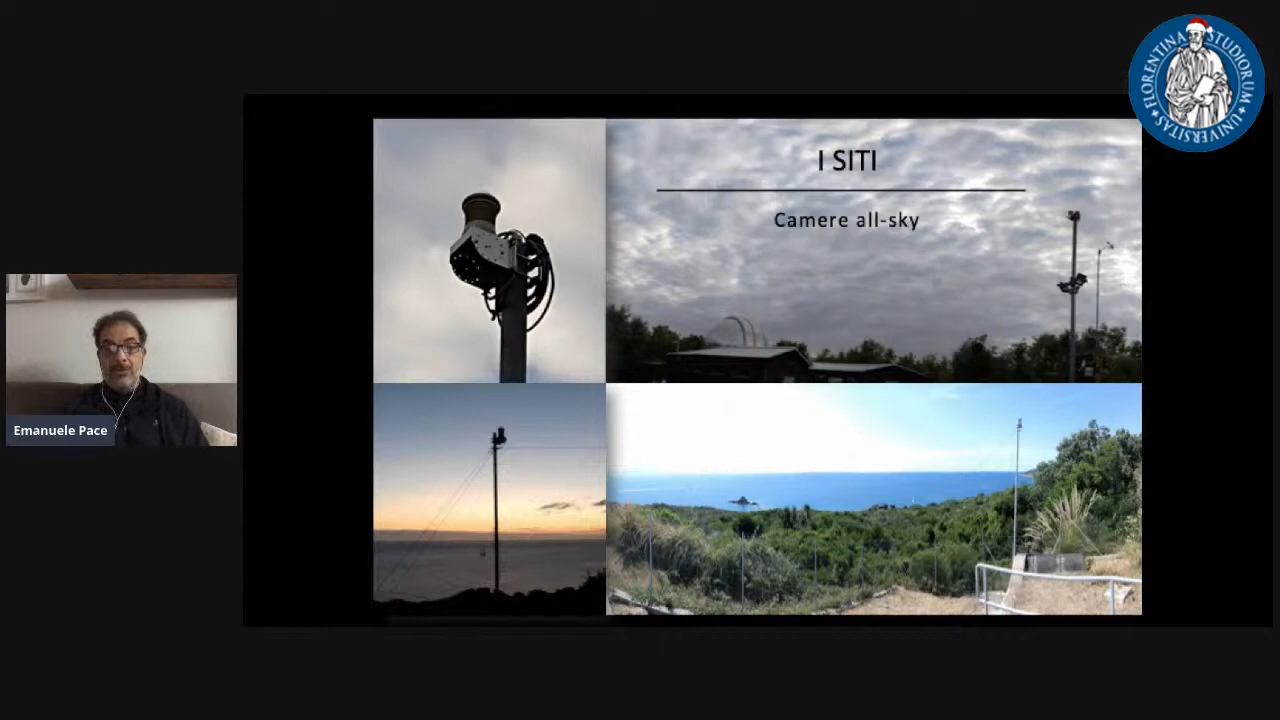 I SITI
Camere all-sky
Emanuele Pace
FLORENTINA STUDIORUM UNIVERSITAS